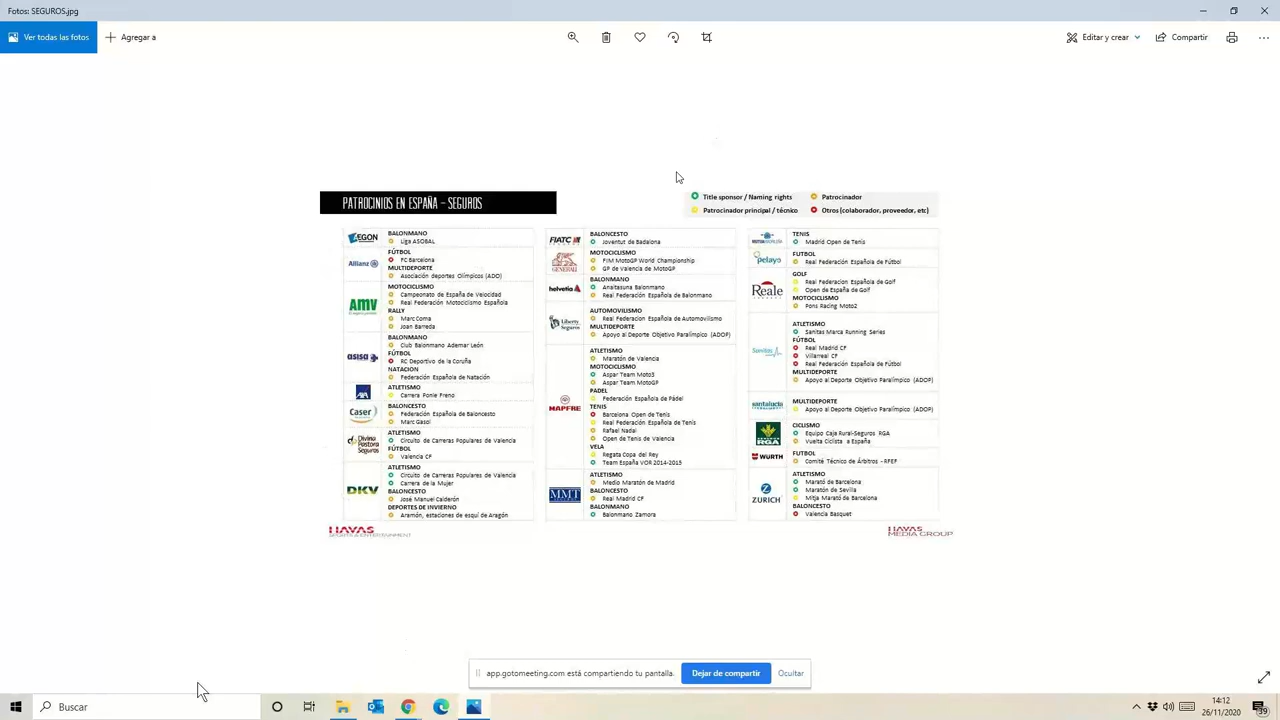 Fotos: SEGUROS.jpg
Ver todas las fotos
Agregar a
Editar y crear
Compartir
PATROCINIOS EN ESPAÑA – SEGUROS
Title sponsor / Naming rights
Patrocinador
Patrocinador principal / técnico
Otros (colaborador, proveedor, etc)
AEGON
BALONMANO
Liga ASOBAL
Allianz
FÚTBOL
FC Barcelona
MULTIDEPORTE
Asociación deportes Olímpicos (ADO)
AMV
MOTOCICLISMO
Campeonato de España de Velocidad
Real Federación Motociclismo Española
RALLY
Marc Coma
Joan Barreda
asisa
BALONMANO
Club Balonmano Ademar León
FÚTBOL
RC Deportivo de la Coruña
NATACION
Federación Española de Natación
AXA
ATLETISMO
Carrera Ponle Freno
Caser
BALONCESTO
Federación Española de Baloncesto
Marc Gasol
Divina Pastora Seguros
ATLETISMO
Circuito de Carreras Populares de Valencia
FÚTBOL
Valencia CF
DKV
ATLETISMO
Circuito de Carreras Populares de Valencia
Carrera de la Mujer
BALONCESTO
José Manuel Calderón
DEPORTES DE INVIERNO
Aramón, estaciones de esquí de Aragón
FIATC
BALONCESTO
Joventut de Badalona
GENERALI
MOTOCICLISMO
FIM MotoGP World Championship
GP de Valencia de MotoGP
helvetia
BALONMANO
Anaitasuna Balonmano
Real Federación Española de Balonmano
Liberty Seguros
AUTOMOVILISMO
Real Federacion Española de Automovilismo
MULTIDEPORTE
Apoyo al Deporte Objetivo Paralímpico (ADOP)
MAPFRE
ATLETISMO
Maratón de Valencia
MOTOCICLISMO
Aspar Team Moto3
Aspar Team MotoGP
PADEL
Federación Española de Pádel
TENIS
Barcelona Open de Tenis
Real Federación Española de Tenis
Rafael Nadal
Open de Tenis de Valencia
VELA
Regata Copa del Rey
Team España VOR 2014-2015
MMT
ATLETISMO
Medio Maratón de Madrid
BALONCESTO
Real Madrid CF
BALONMANO
Balonmano Zamora
TENIS
Madrid Open de Tenis
pelayo
FUTBOL
Real Federación Española de Fútbol
Reale
GOLF
Real Federacion Española de Golf
Open de España de Golf
MOTOCICLISMO
Pons Racing Moto2
Sanitas
ATLETISMO
Sanitas Marca Running Series
FÚTBOL
Real Madrid CF
Villarreal CF
Real Federación Española de Fútbol
MULTIDEPORTE
Apoyo al Deporte Objetivo Paralímpico (ADOP)
santalucía
MULTIDEPORTE
Apoyo al Deporte Objetivo Paralímpico (ADOP)
RGA
CICLISMO
Equipo Caja Rural-Seguros RGA
Vuelta Ciclista a España
WÜRTH
FUTBOL
Comité Técnico de Árbitros - RFEF
ZURICH
ATLETISMO
Marató de Barcelona
Maratón de Sevilla
Mitja Marató de Barcelona
BALONCESTO
Valencia Basquet
HAVAS
SPORTS & ENTERTAINMENT
HAVAS
MEDIA GROUP
app.gotomeeting.com está compartiendo tu pantalla.
Dejar de compartir
Ocultar
Buscar
14:12
26/11/2020
39